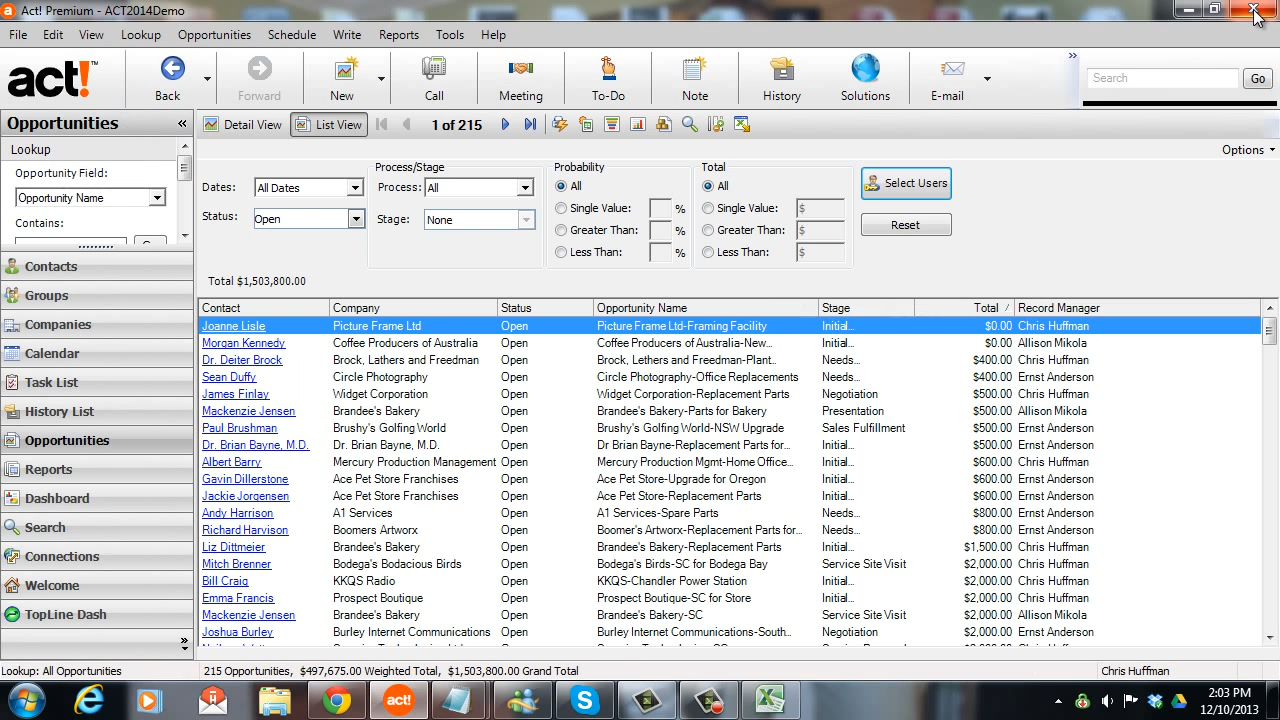 Act! Premium - ACT2014Demo
File Edit View Lookup Opportunities Schedule Write Reports Tools Help
act! Back Forward New Call Meeting To-Do Note History Solutions E-mail » Search Go
Opportunities « Detail View List View 1 of 215
Lookup Options
Opportunity Field:
Opportunity Name
Contains:
Contacts
Groups
Companies
Calendar
Task List
History List
Opportunities
Reports
Dashboard
Search
Connections
Welcome
TopLine Dash
»
Dates: All Dates
Status: Open
Process/Stage
Process: All
Stage: None
Probability
All
Single Value: %
Greater Than: %
Less Than: %
Total
All
Single Value: $
Greater Than: $
Less Than: $
Select Users
Reset
Total $1,503,800.00
Contact Company Status Opportunity Name Stage Total / Record Manager
Joanne Lisle Picture Frame Ltd Open Picture Frame Ltd-Framing Facility Initial... $0.00 Chris Huffman
Morgan Kennedy Coffee Producers of Australia Open Coffee Producers of Australia-New... Initial... $0.00 Allison Mikola
Dr. Deiter Brock Brock, Lathers and Freedman Open Brock, Lethers and Freedman-Plant.. Needs... $400.00 Chris Huffman
Sean Duffy Circle Photography Open Circle Photography-Office Replacements Needs... $400.00 Ernst Anderson
James Finlay Widget Corporation Open Widget Corporation-Replacement Parts Negotiation $500.00 Chris Huffman
Mackenzie Jensen Brandee's Bakery Open Brandee's Bakery-Parts for Bakery Presentation $500.00 Allison Mikola
Paul Brushman Brushy's Golfing World Open Brushy's Golfing World-NSW Upgrade Sales Fulfillment $500.00 Ernst Anderson
Dr. Brian Bayne, M.D. Dr. Brian Bayne, M.D. Open Dr Brian Bayne-Replacement Parts for... Initial... $500.00 Ernst Anderson
Albert Barry Mercury Production Management Open Mercury Production Mgmt-Home Office... Initial... $600.00 Chris Huffman
Gavin Dillerstone Ace Pet Store Franchises Open Ace Pet Store-Upgrade for Oregon Initial... $600.00 Ernst Anderson
Jackie Jorgensen Ace Pet Store Franchises Open Ace Pet Store-Replacement Parts Initial... $600.00 Ernst Anderson
Andy Harrison A1 Services Open A1 Services-Spare Parts Needs... $800.00 Ernst Anderson
Richard Harvison Boomers Artworx Open Boomer's Artworx-Replacement Parts for... Needs... $800.00 Ernst Anderson
Liz Dittmeier Brandee's Bakery Open Brandee's Bakery-Replacement Parts Initial... $1,500.00 Chris Huffman
Mitch Brenner Bodega's Bodacious Birds Open Bodega's Birds-SC for Bodega Bay Service Site Visit $2,000.00 Chris Huffman
Bill Craig KKQS Radio Open KKQS-Chandler Power Station Initial... $2,000.00 Chris Huffman
Emma Francis Prospect Boutique Open Prospect Boutique-SC for Store Initial... $2,000.00 Chris Huffman
Mackenzie Jensen Brandee's Bakery Open Brandee's Bakery-SC Service Site Visit $2,000.00 Allison Mikola
Joshua Burley Burley Internet Communications Open Burley Internet Communications-South... Negotiation $2,000.00 Ernst Anderson
Lookup: All Opportunities 215 Opportunities, $497,675.00 Weighted Total, $1,503,800.00 Grand Total Chris Huffman
act!
2:03 PM
12/10/2013